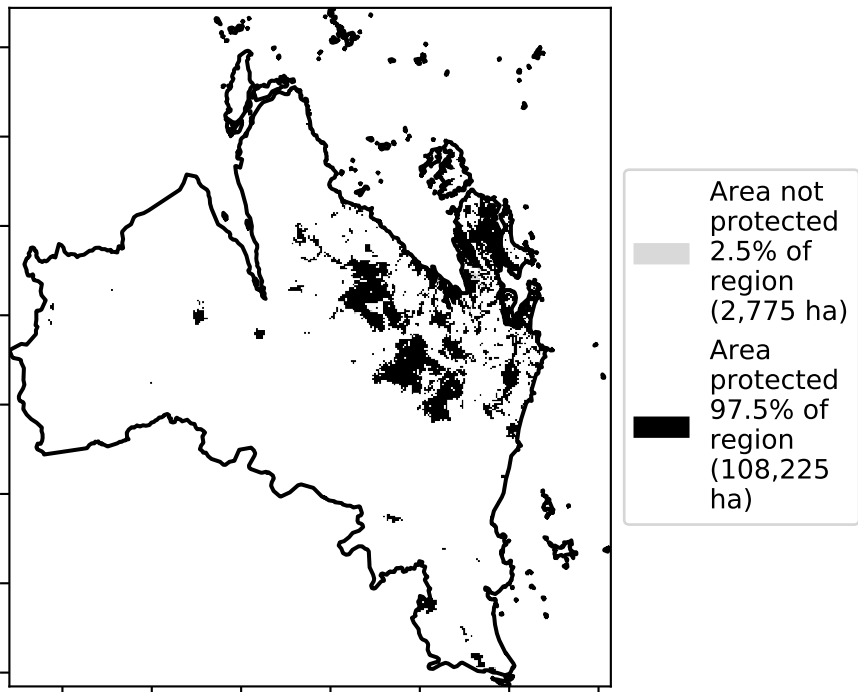 Area not
protected
2.5% of
region
(2,775 ha)
Area
protected
97.5% of
region
(108,225
ha)